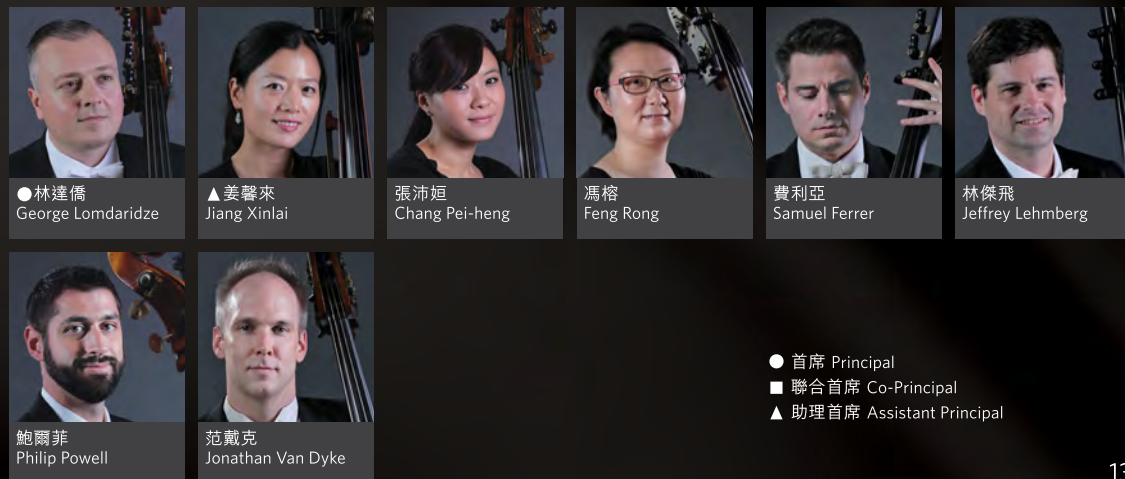 ●林達僑
George Lomdaridze
▲姜馨來
Jiang Xinlai
張沛姮
Chang Pei-heng
馮榕
Feng Rong
費利亞
Samuel Ferrer
林傑飛
Jeffrey Lehmberg
鮑爾菲
Philip Powell
范戴克
Jonathan Van Dyke
● 首席 Principal
■ 聯合首席 Co-Principal
▲ 助理首席 Assistant Principal